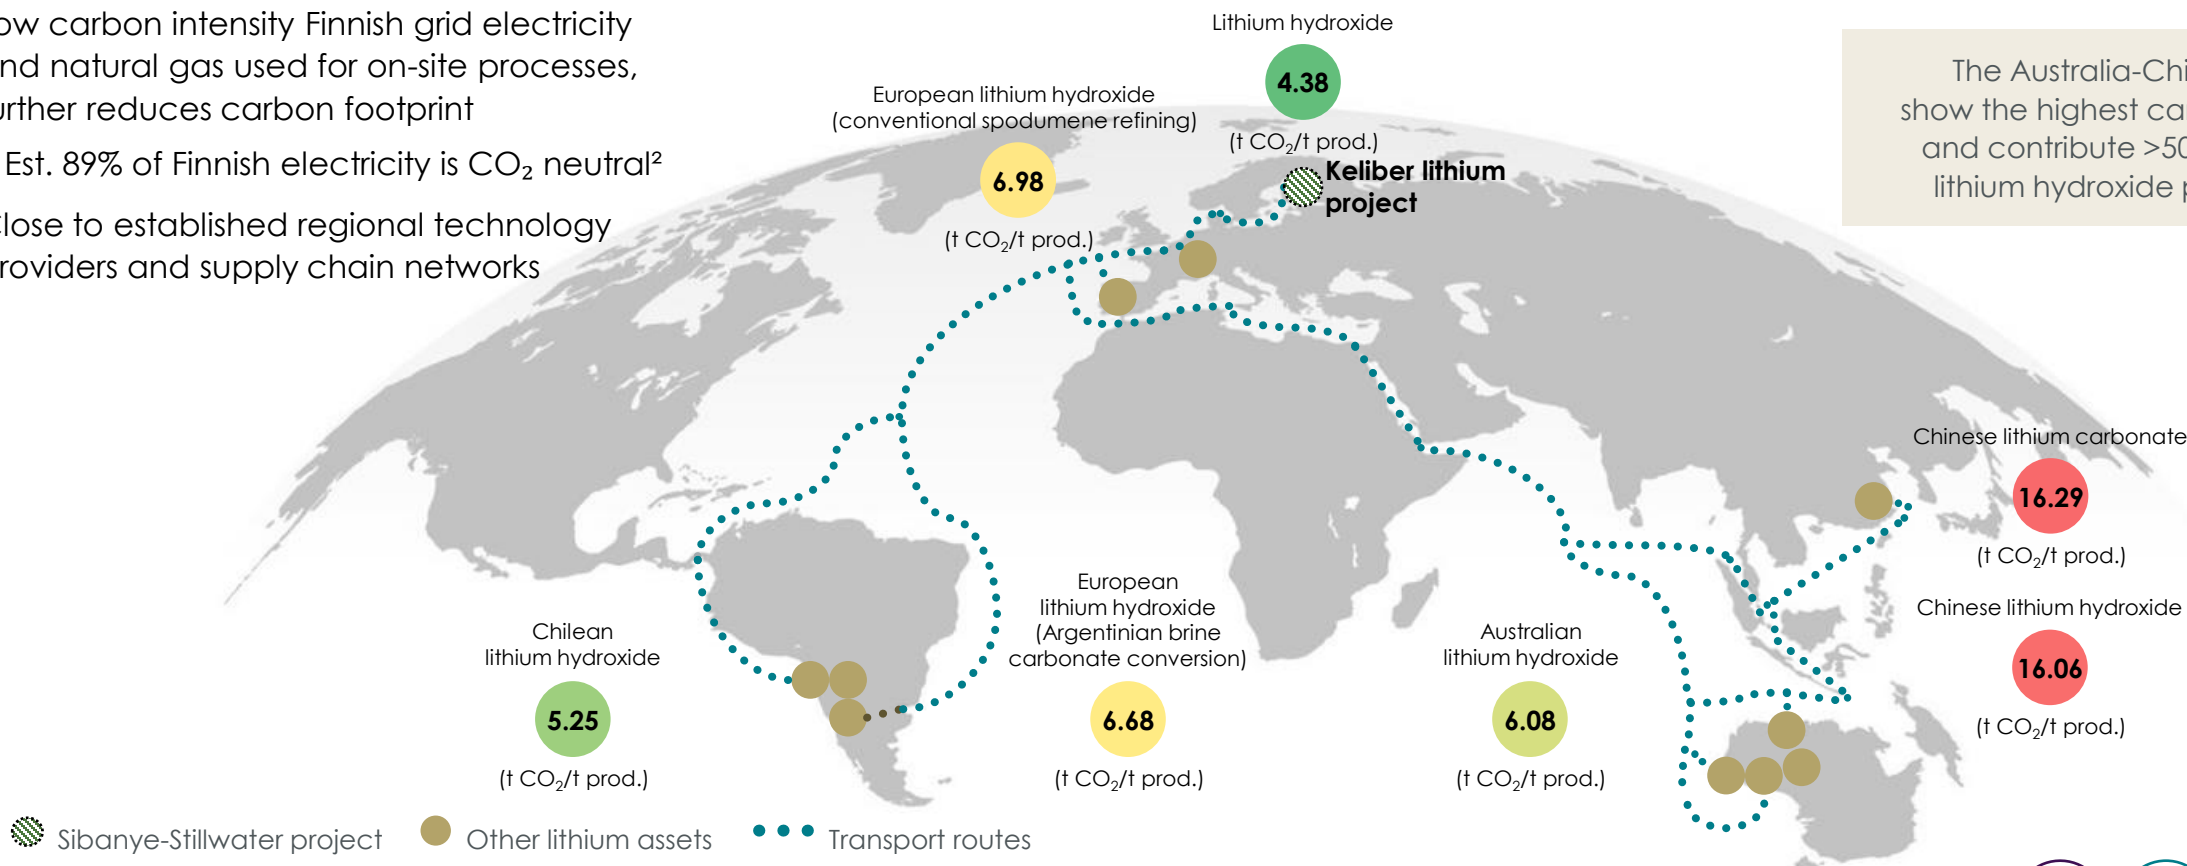 ow carbon intensity Finnish grid electricity
nd natural gas used for on-site processes,
urther reduces carbon footprint
Est. 89% of Finnish electricity is CO₂ neutral²
Close to established regional technology
roviders and supply chain networks
Lithium hydroxide
4.38
(t CO₂/t prod.)
Keliber lithium
project
European lithium hydroxide
(conventional spodumene refining)
6.98
(t CO₂/t prod.)
The Australia-Chi
show the highest ca
and contribute >50
lithium hydroxide p
Chinese lithium carbonate
16.29
(t CO₂/t prod.)
Chinese lithium hydroxide
16.06
(t CO₂/t prod.)
Chilean
lithium hydroxide
5.25
(t CO₂/t prod.)
European
lithium hydroxide
(Argentinian brine
carbonate conversion)
6.68
(t CO₂/t prod.)
Australian
lithium hydroxide
6.08
(t CO₂/t prod.)
Sibanye-Stillwater project
Other lithium assets
Transport routes